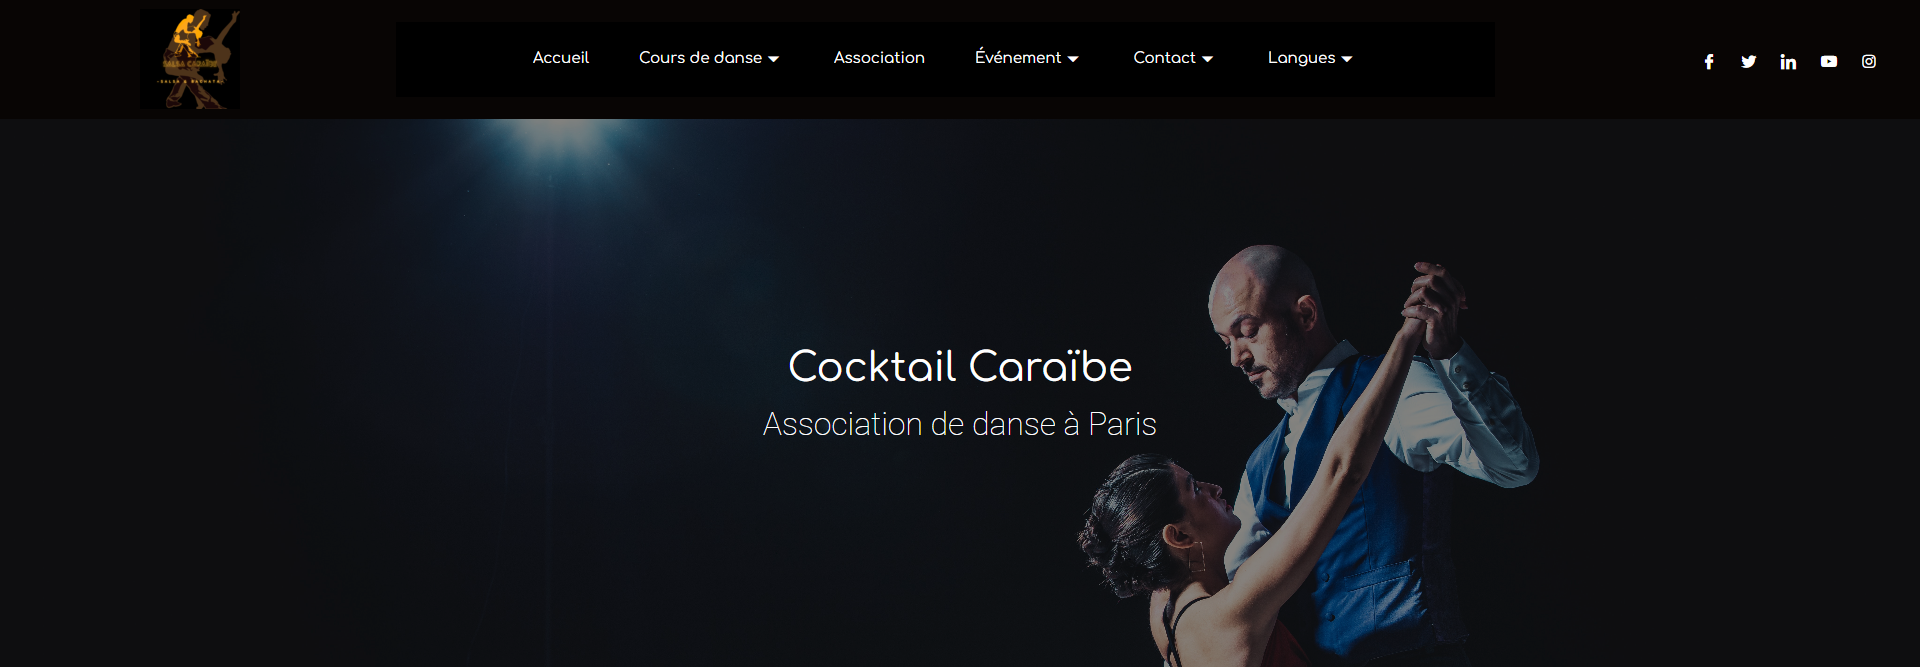 SALSA CARAÏBE
-SALSA & BACHATA-
Accueil
Cours de danse
Association
Événement
Contact
Langues
Cocktail Caraïbe
Association de danse à Paris